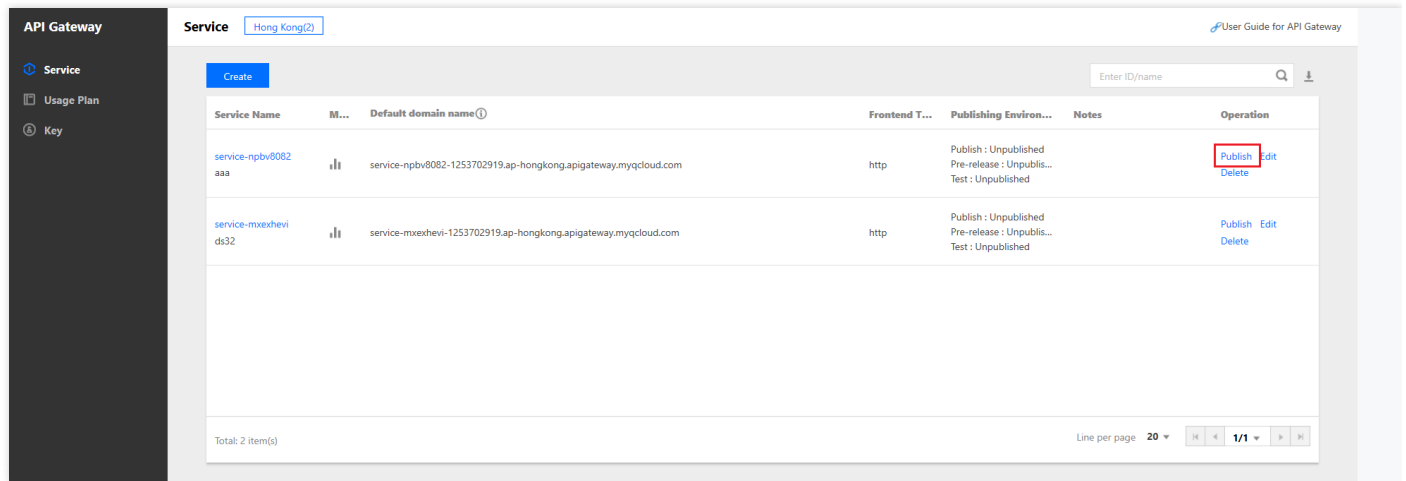 API Gateway
Service
Usage Plan
Key
Service Hong Kong(2) User Guide for API Gateway
Create Enter ID/name
Service Name M... Default domain name Frontend T... Publishing Environ... Notes Operation
service-npbv8082
aaa
service-npbv8082-1253702919.ap-hongkong.apigateway.myqcloud.com
http
Publish : Unpublished
Pre-release : Unpublis...
Test : Unpublished
Publish Edit
Delete
service-mxexhevi
ds32
service-mxexhevi-1253702919.ap-hongkong.apigateway.myqcloud.com
http
Publish : Unpublished
Pre-release : Unpublis...
Test : Unpublished
Publish Edit
Delete
Total: 2 item(s) Line per page 20 1/1